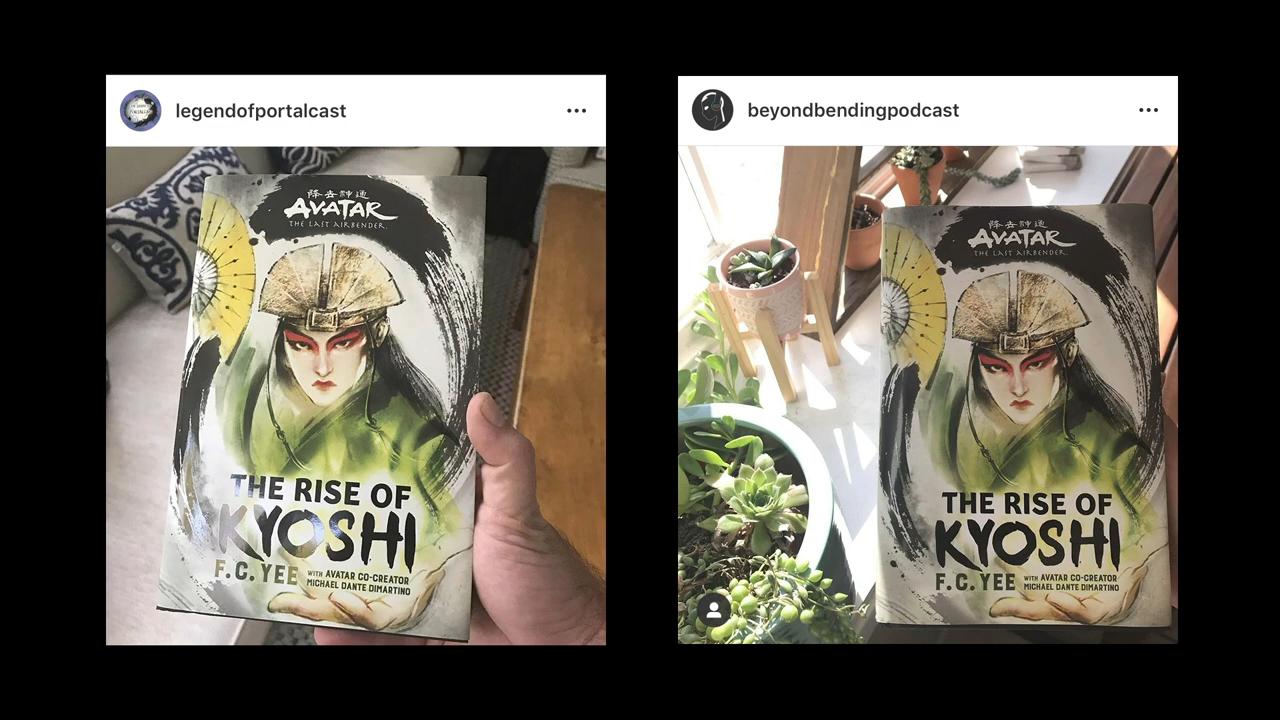 legendofportalcast
降去神通
AVATAR
THE LAST AIRBENDER.
THE RISE OF
KYOSHI
F.C. YEE
WITH AVATAR CO-CREATOR
MICHAEL DANTE DIMARTINO
beyondbendingpodcast
降去神通
AVATAR
THE LAST AIRBENDER.
THE RISE OF
KYOSHI
F.C. YEE
WITH AVATAR CO-CREATOR
MICHAEL DANTE DIMARTINO